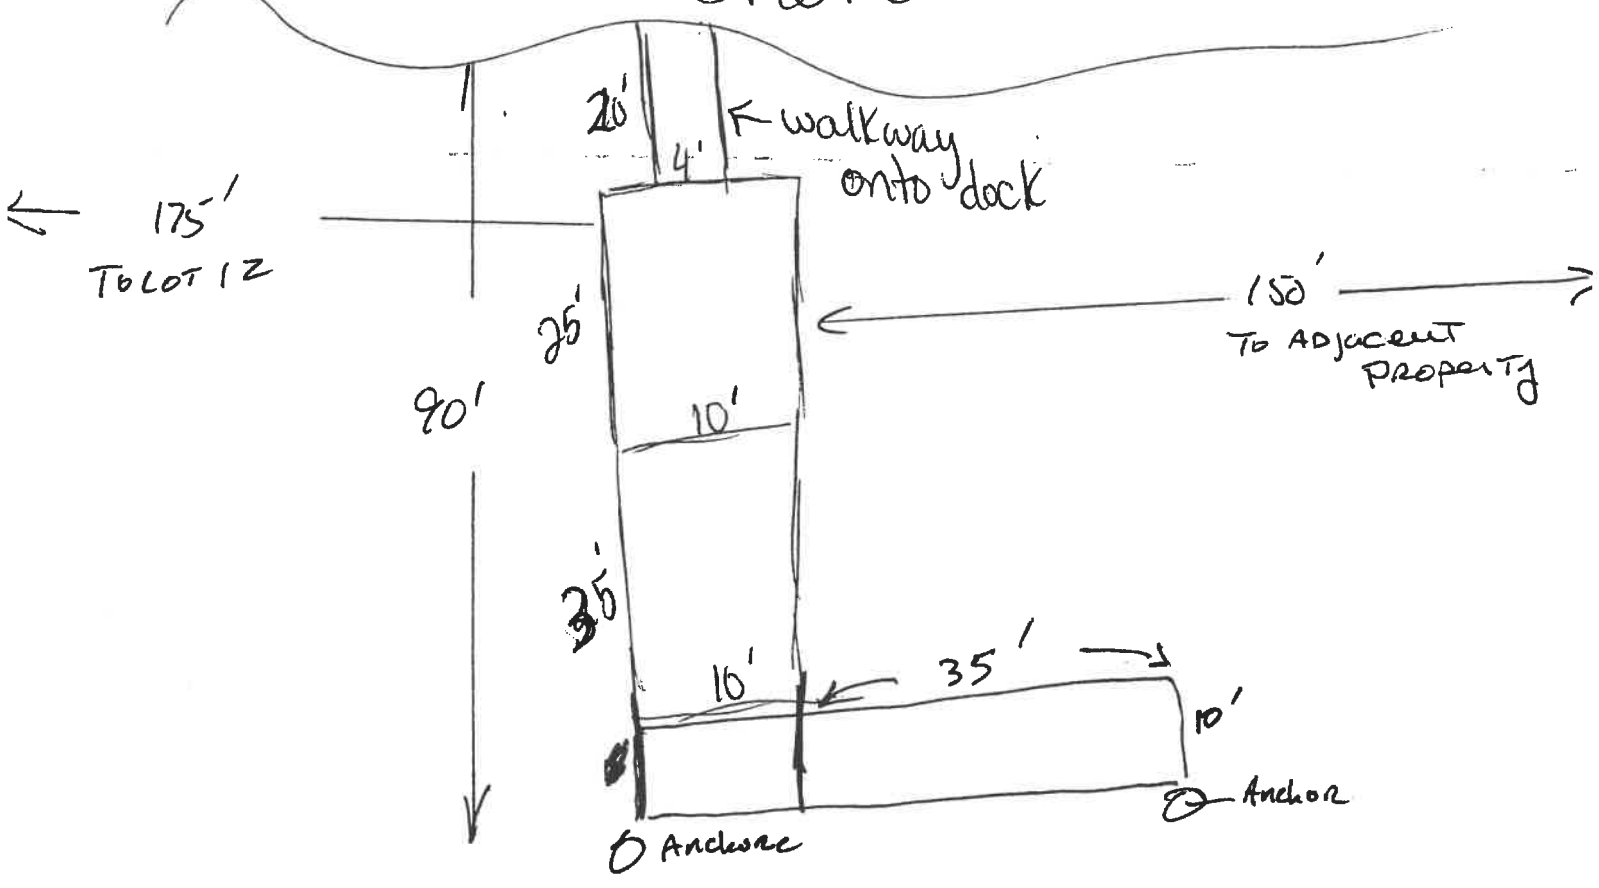 20'
← walkway
onto dock
4'
175'
To LOT 12
150'
To ADJacent
PROPERTY
25'
90'
10'
35'
10'
35'
10'
Anchor
Anchore